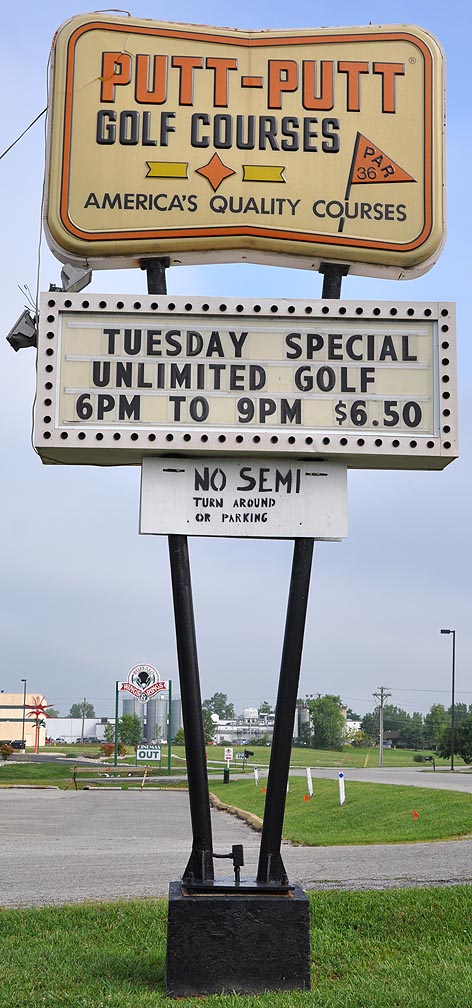 PUTT-PUTT®
GOLF COURSES
PAR
36
AMERICA'S QUALITY COURSES
TUESDAY SPECIAL
UNLIMITED GOLF
6PM TO 9PM $6.50
NO SEMI
TURN AROUND
OR PARKING
OUT